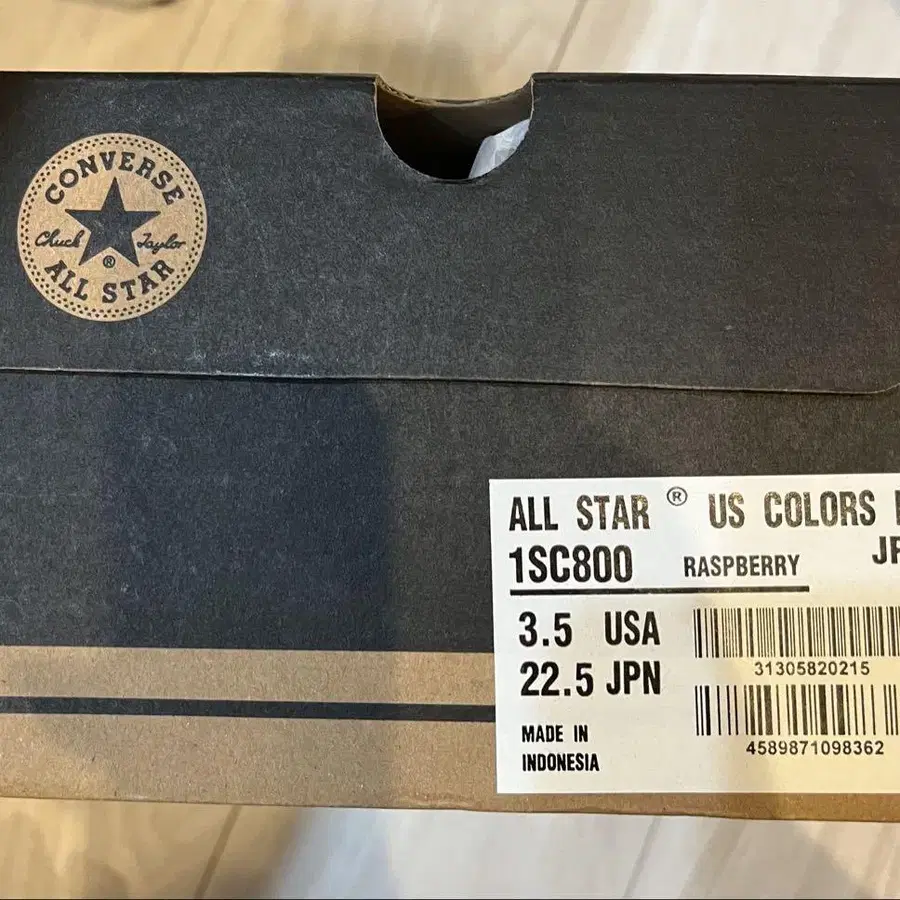 CONVERSE
Chuck Taylor
®
ALL STAR
ALL STAR ® US COLORS
1SC800 RASPBERRY
3.5 USA
22.5 JPN
31305820215
4589871098362
MADE IN
INDONESIA